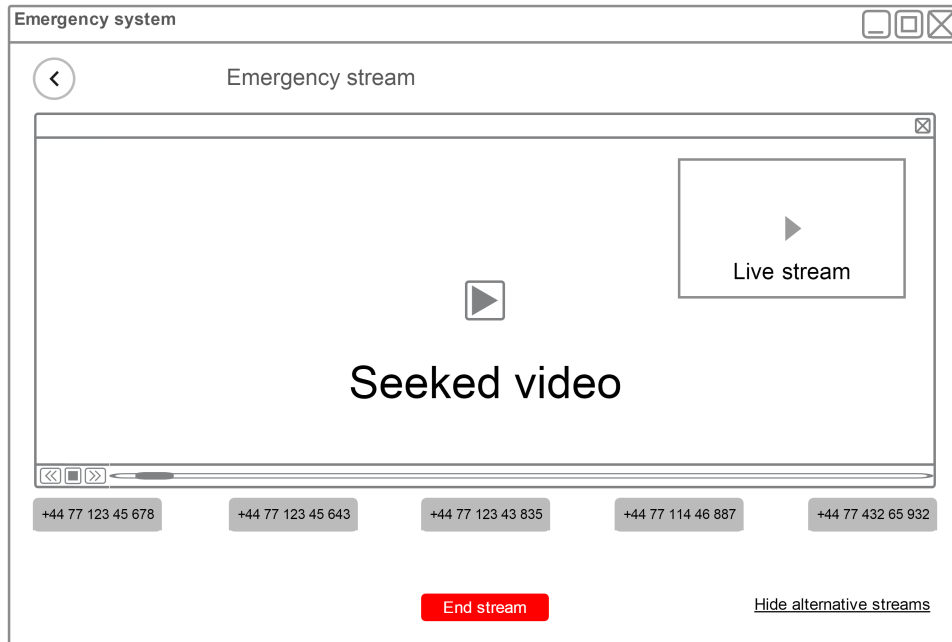 Emergency system
Emergency stream
Live stream
Seeked video
+44 77 123 45 678
+44 77 123 45 643
+44 77 123 43 835
+44 77 114 46 887
+44 77 432 65 932
End stream
Hide alternative streams